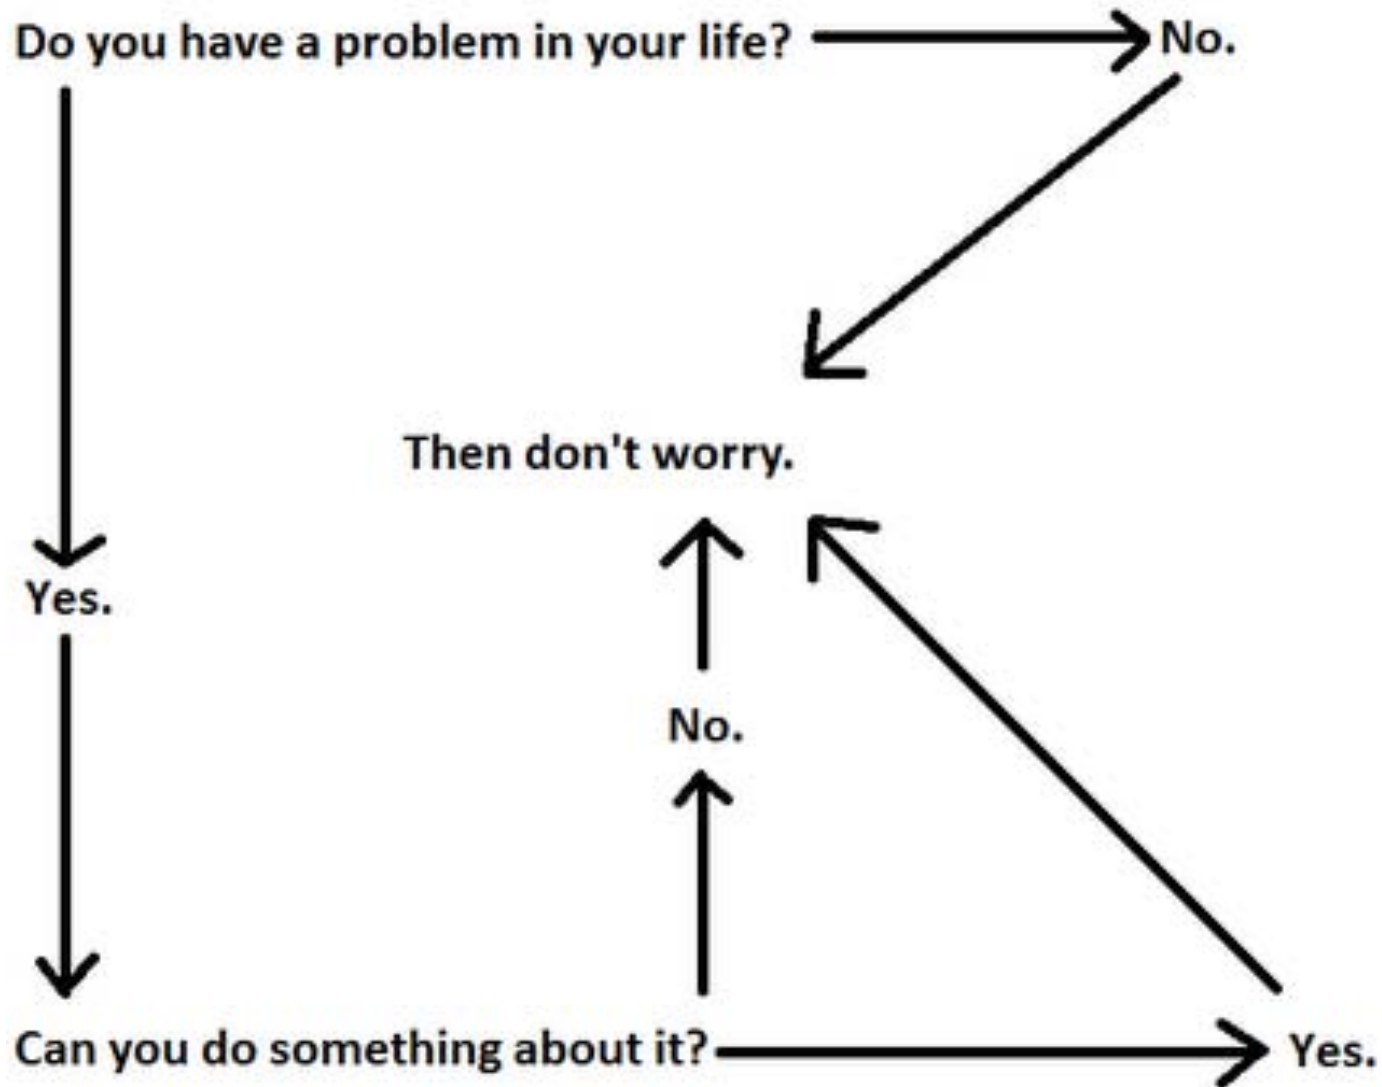 Do you have a problem in your life?
No.
Then don't worry.
Yes.
No.
Can you do something about it?
Yes.